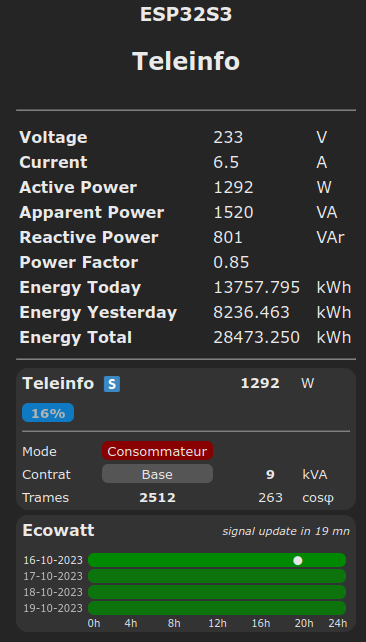 ESP32S3
Teleinfo
Voltage 233 V
Current 6.5 A
Active Power 1292 W
Apparent Power 1520 VA
Reactive Power 801 VAr
Power Factor 0.85
Energy Today 13757.795 kWh
Energy Yesterday 8236.463 kWh
Energy Total 28473.250 kWh
Teleinfo S 1292 W
16%
Mode Consommateur
Contrat Base 9 kVA
Trames 2512 263 cosφ
Ecowatt signal update in 19 mn
16-10-2023
17-10-2023
18-10-2023
19-10-2023
0h 4h 8h 12h 16h 20h 24h